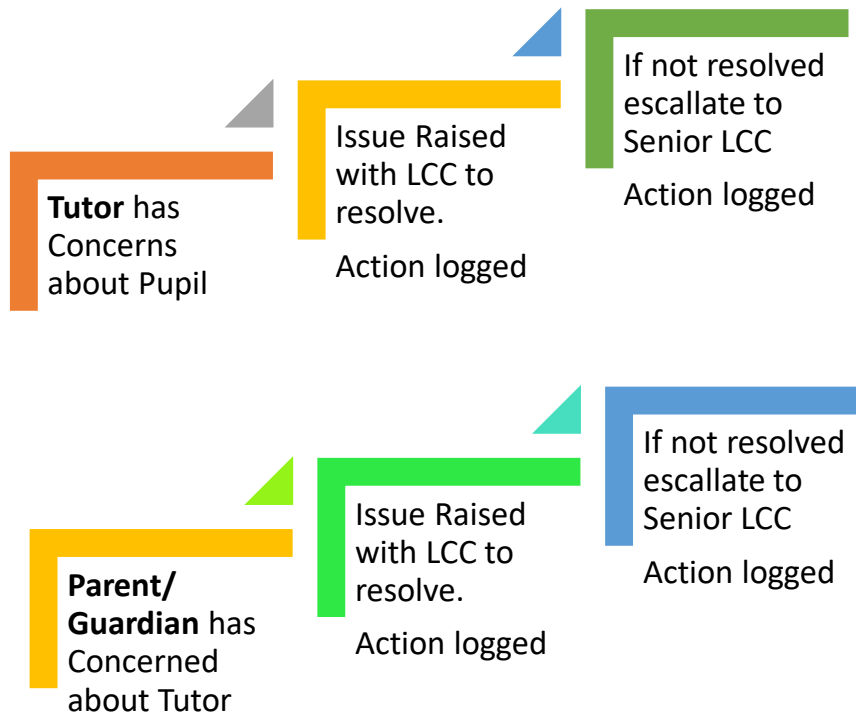 Tutor has
Concerns
about Pupil
Issue Raised
with LCC to
resolve.
Action logged
If not resolved
escallate to
Senior LCC
Action logged
Parent/
Guardian has
Concerned
about Tutor
Issue Raised
with LCC to
resolve.
Action logged
If not resolved
escallate to
Senior LCC
Action logged